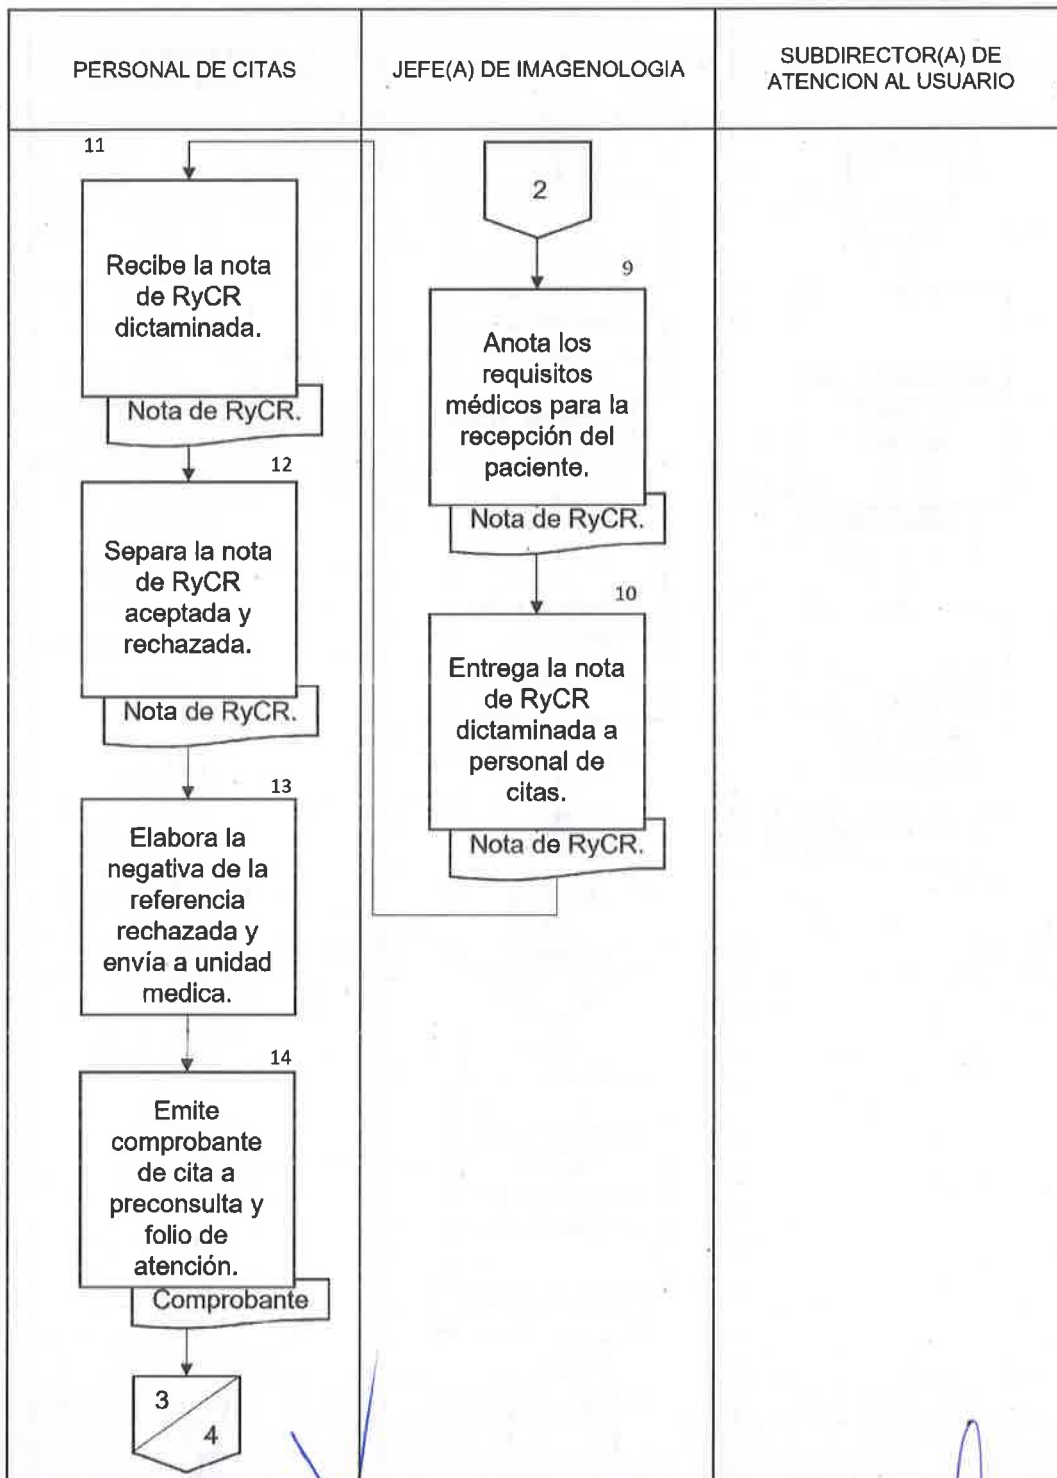 PERSONAL DE CITAS
JEFE(A) DE IMAGENOLOGIA
SUBDIRECTOR(A) DE
ATENCION AL USUARIO
11
Recibe la nota
de RyCR
dictaminada.
Nota de RyCR.
12
Separa la nota
de RyCR
aceptada y
rechazada.
Nota de RyCR.
13
Elabora la
negativa de la
referencia
rechazada y
envía a unidad
medica.
14
Emite
comprobante
de cita a
preconsulta y
folio de
atención.
Comprobante
3
4
2
9
Anota los
requisitos
médicos para la
recepción del
paciente.
Nota de RyCR.
10
Entrega la nota
de RyCR
dictaminada a
personal de
citas.
Nota de RyCR.